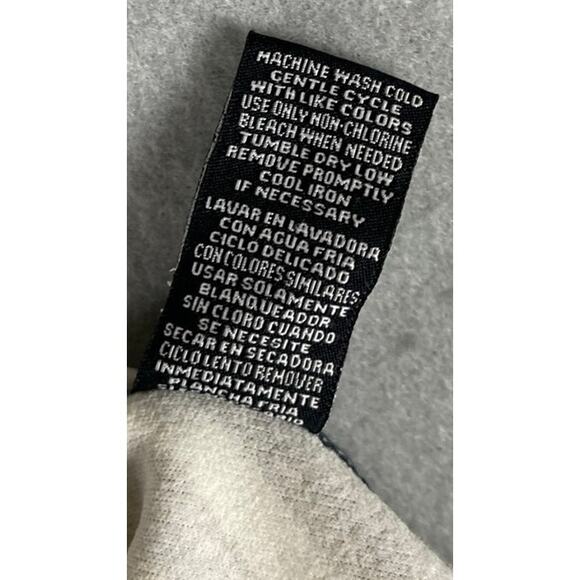 MACHINE WASH COLD
GENTLE CYCLE
WITH LIKE COLORS
USE ONLY NON-CHLORINE
BLEACH WHEN NEEDED
TUMBLE DRY LOW
REMOVE PROMPTLY
COOL IRON
IF NECESSARY
LAVAR EN LAVADORA
CON AGUA FRIA
CICLO DELICADO
CON COLORES SIMILARES
USAR SOLAMENTE
BLANQUEADOR
SIN CLORO CUANDO
SE NECESITE
SECAR EN SECADORA
CICLO LENTO REMOVER
INMEDIATAMENTE
PLANCHA FRIA